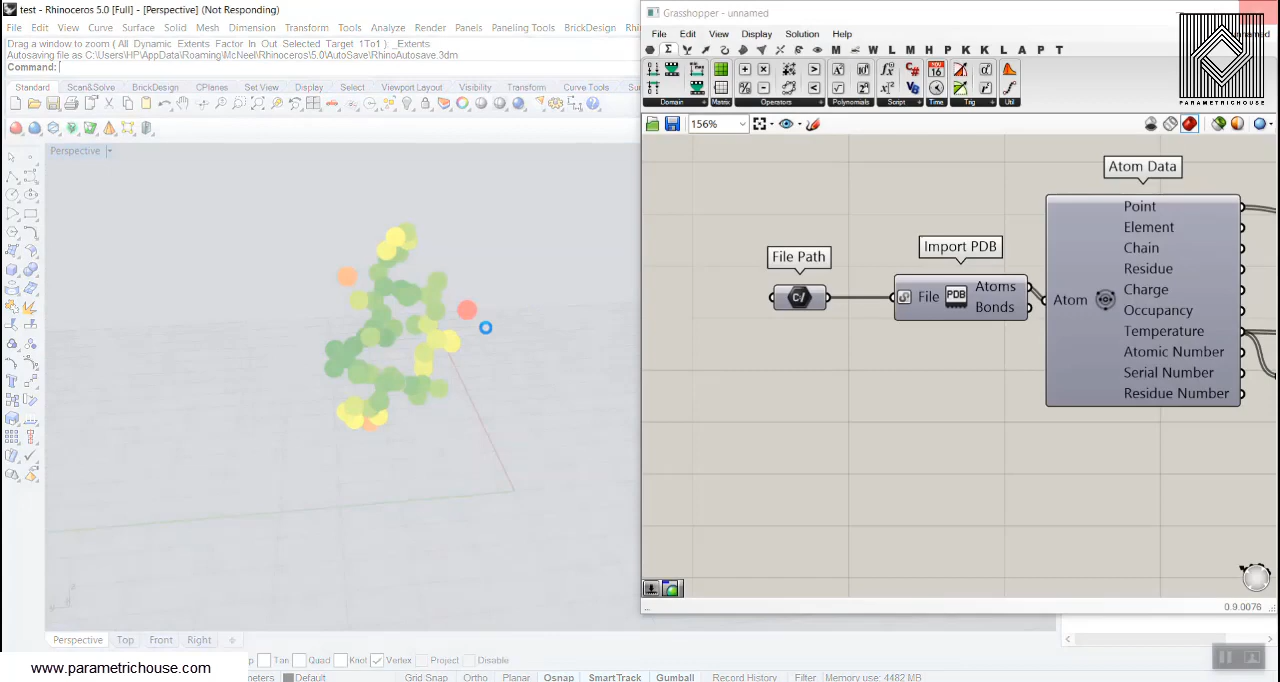 test - Rhinoceros 5.0 [Full] - [Perspective] (Not Responding)
File Edit View Curve Surface Solid Mesh Dimension Transform Tools Analyze Render Panels Paneling Tools BrickDesign
Drag a window to zoom ( All Dynamic Extents Factor In Out Selected Target 1To1 ): _Extents
Autosaving file as C:\Users\HP\AppData\Roaming\McNeel\Rhinoceros\5.0\AutoSave\RhinoAutosave.3dm
Command:
Standard Scan&Solve BrickDesign CPlanes Set View Display Select Viewport Layout Visibility Transform Curve Tools
Perspective
Perspective Top Front Right
Tan Quad Knot Vertex Project Disable
www.parametrichouse.com
Default Grid Snap Ortho Planar Osnap SmartTrack Gumball Record History Filter Memory use: 4482 MB
Grasshopper - unnamed
File Edit View Display Solution Help
unnamed
Σ M W L M H P K K L A P T
PARAMETRICHOUSE
Domain Matrix Operators Polynomials Script Time Trig Util
156%
Atom Data
File Path
Import PDB
C/
File PDB Atoms
Bonds
Atom
Point
Element
Chain
Residue
Charge
Occupancy
Temperature
Atomic Number
Serial Number
Residue Number
0.9.0076